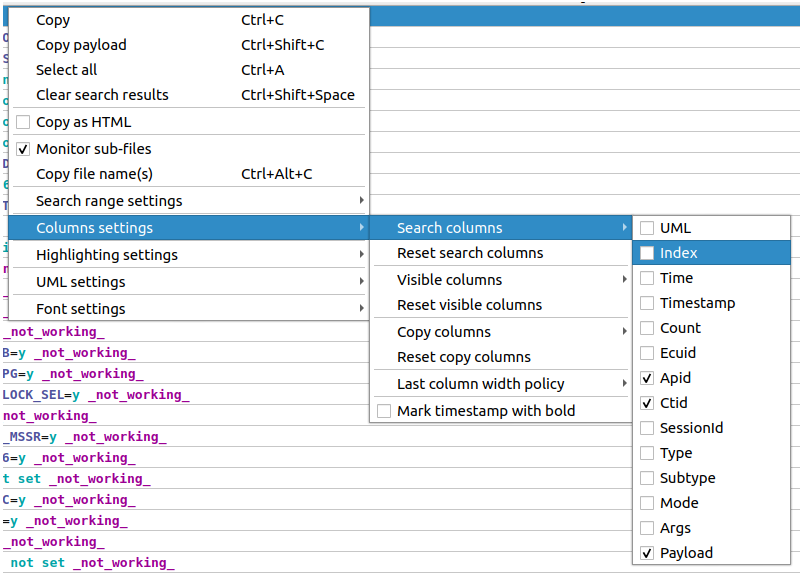 Copy Ctrl+C
Copy payload Ctrl+Shift+C
Select all Ctrl+A
Clear search results Ctrl+Shift+Space
Copy as HTML
Monitor sub-files
Copy file name(s) Ctrl+Alt+C
Search range settings
Columns settings
Highlighting settings
UML settings
Font settings
Search columns
Reset search columns
Visible columns
Reset visible columns
Copy columns
Reset copy columns
Last column width policy
Mark timestamp with bold
UML
Index
Time
Timestamp
Count
Ecuid
Apid
Ctid
SessionId
Type
Subtype
Mode
Args
Payload
_not_working_
B=y _not_working_
PG=y _not_working_
LOCK_SEL=y _not_working_
not_working_
_MSSR=y _not_working_
6=y _not_working_
t set _not_working_
C=y _not_working_
=y _not_working_
_not_working_
not set _not_working_